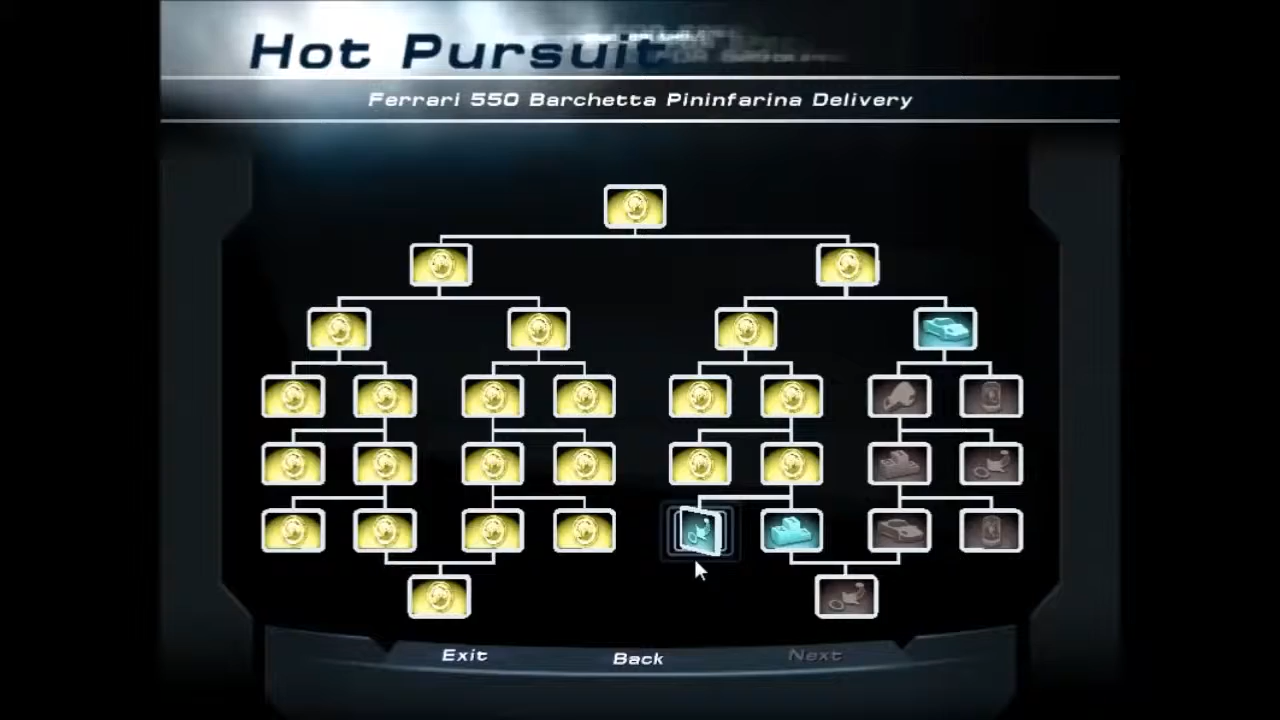 Hot Pursuit
Ferrari 550 Barchetta Pininfarina Delivery
Exit
Back
Next